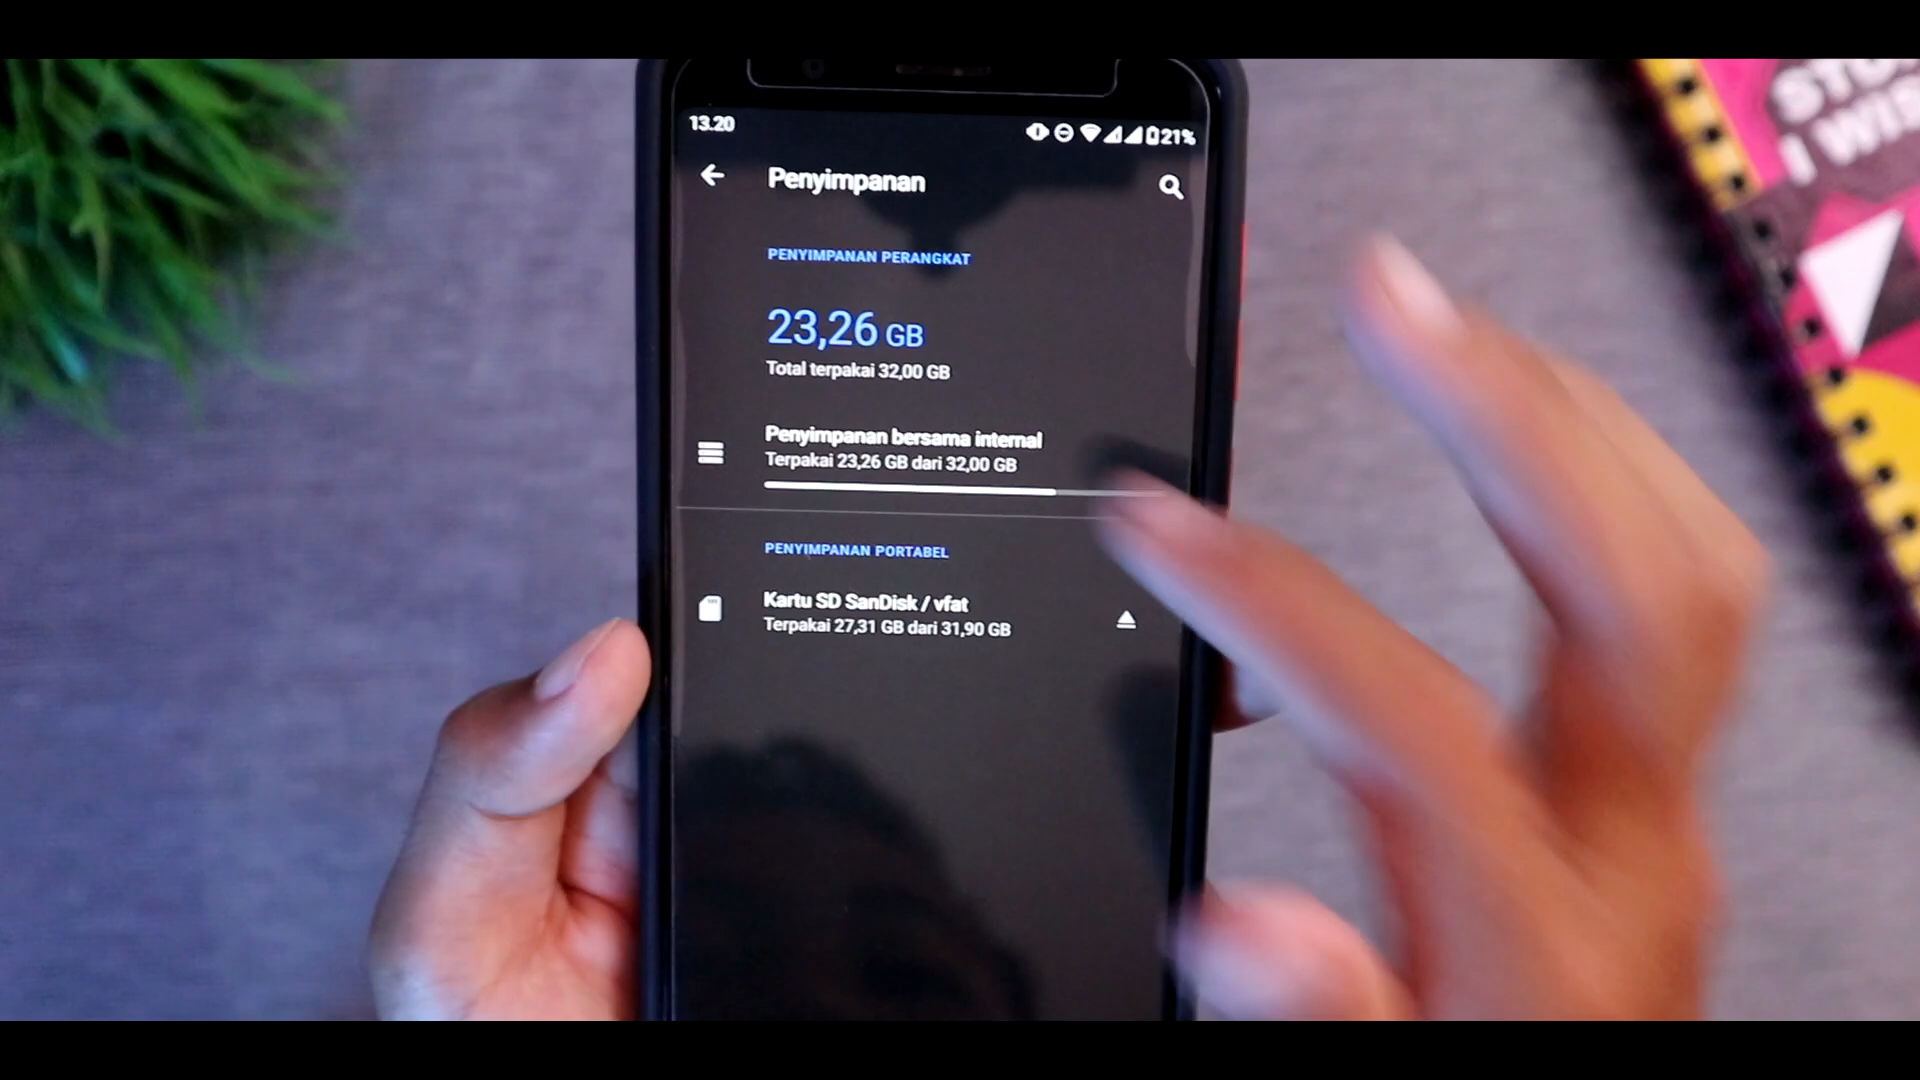 13.20
21%
Penyimpanan
PENYIMPANAN PERANGKAT
23,26 GB
Total terpakai 32,00 GB
Penyimpanan bersama internal
Terpakai 23,26 GB dari 32,00 GB
PENYIMPANAN PORTABEL
Kartu SD SanDisk / vfat
Terpakai 27,31 GB dari 31,90 GB